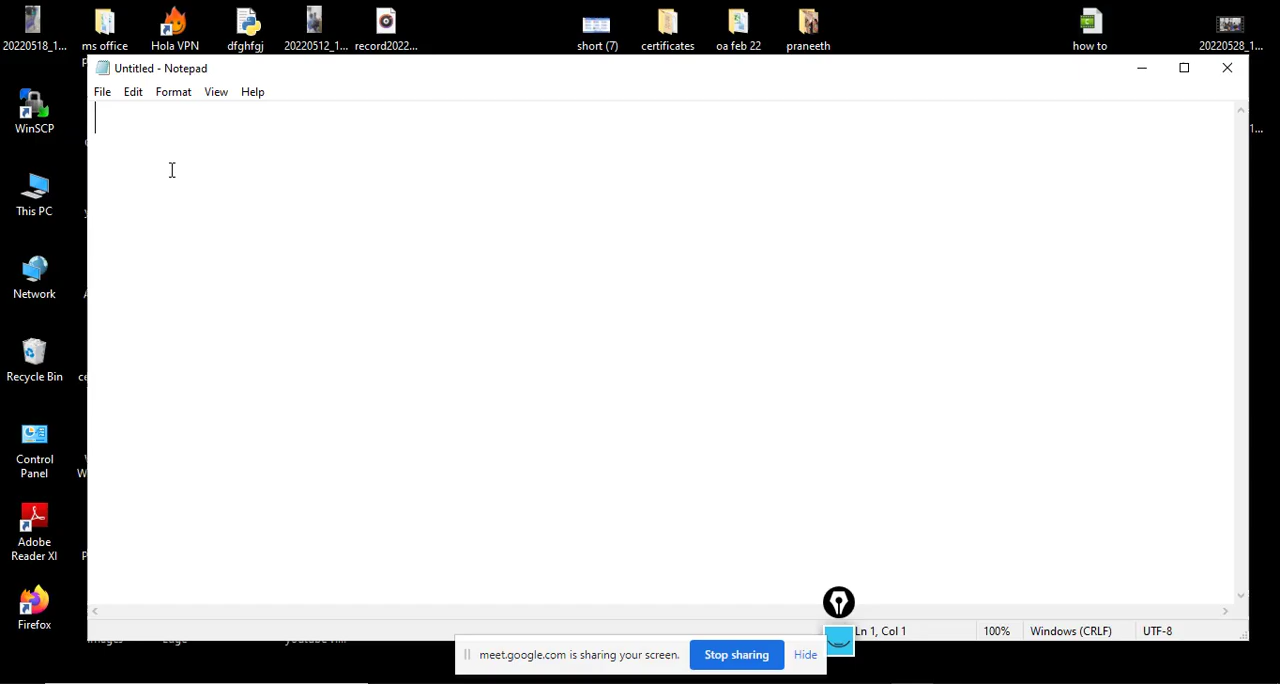 20220518_1...
ms office
Hola VPN
dfghfgj
20220512_1...
record2022...
short (7)
certificates
oa feb 22
praneeth
how to
20220528_1...
Untitled - Notepad
File Edit Format View Help
WinSCP
This PC
Network
Recycle Bin
Control
Panel
Adobe
Reader XI
Firefox
Ln 1, Col 1
100%
Windows (CRLF)
UTF-8
meet.google.com is sharing your screen.
Stop sharing
Hide